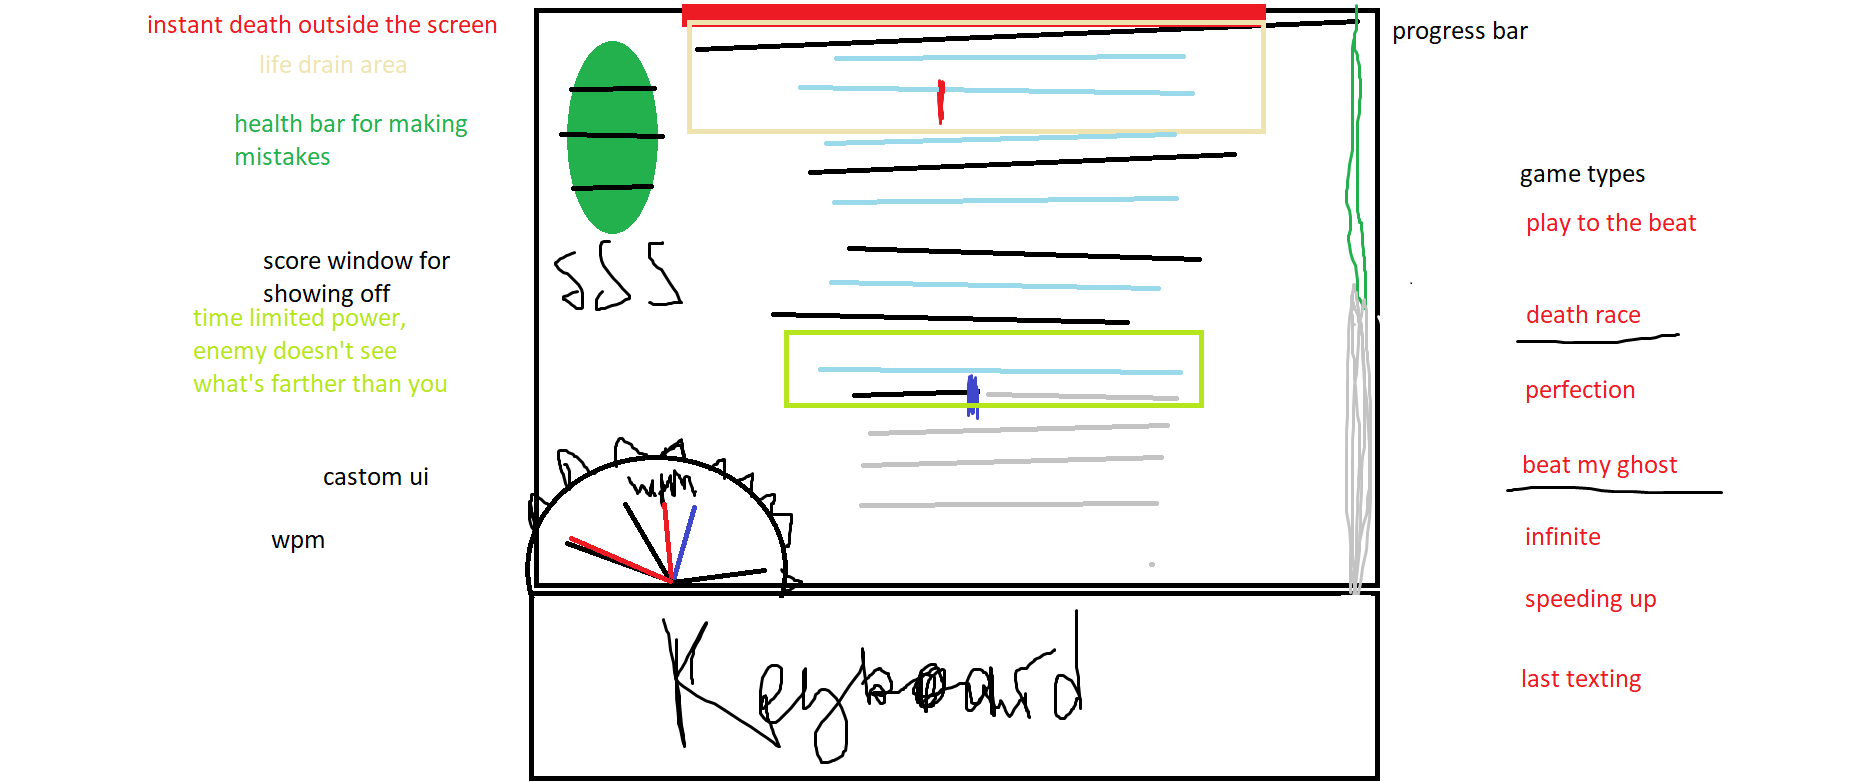 instant death outside the screen
life drain area
health bar for making
mistakes
score window for
showing off
time limited power,
enemy doesn't see
what's farther than you
castom ui
wpm
SSS
wpm
Keyboard
progress bar
game types
play to the beat
death race
perfection
beat my ghost
infinite
speeding up
last texting